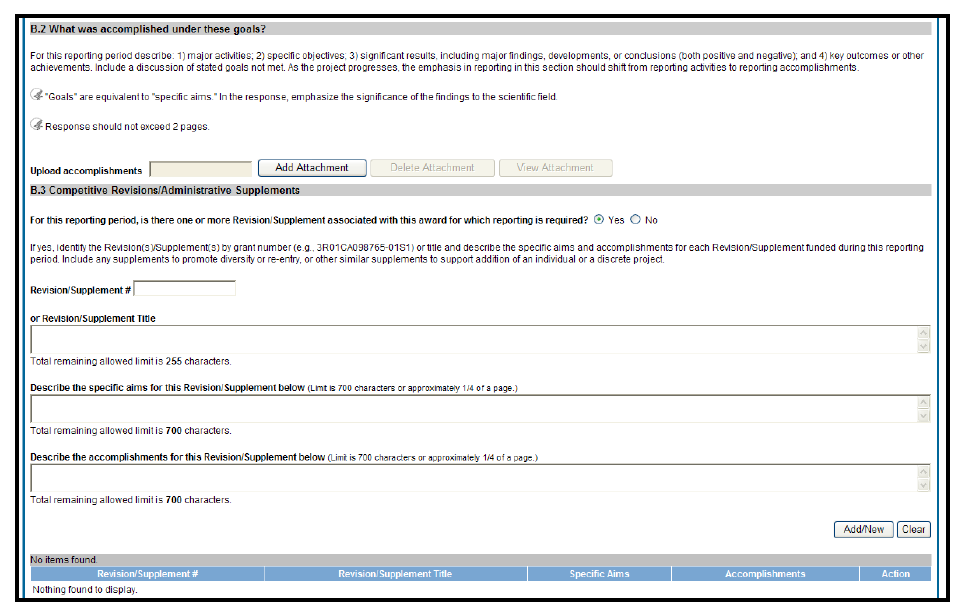 B.2 What was accomplished under these goals?
For this reporting period describe: 1) major activities; 2) specific objectives; 3) significant results, including major findings, developments, or conclusions (both positive and negative); and 4) key outcomes or other
achievements. Include a discussion of stated goals not met. As the project progresses, the emphasis in reporting in this section should shift from reporting activities to reporting accomplishments.
"Goals" are equivalent to "specific aims." In the response, emphasize the significance of the findings to the scientific field.
Response should not exceed 2 pages.
Upload accomplishments Add Attachment Delete Attachment View Attachment
B.3 Competitive Revisions/Administrative Supplements
For this reporting period, is there one or more Revision/Supplement associated with this award for which reporting is required? Yes No
If yes, identify the Revision(s)/Supplement(s) by grant number (e.g., 3R01CA098765-01S1) or title and describe the specific aims and accomplishments for each Revision/Supplement funded during this reporting
period. Include any supplements to promote diversity or re-entry, or other similar supplements to support addition of an individual or a discrete project.
Revision/Supplement #
or Revision/Supplement Title
Total remaining allowed limit is 255 characters.
Describe the specific aims for this Revision/Supplement below (Limit is 700 characters or approximately 1/4 of a page.)
Total remaining allowed limit is 700 characters.
Describe the accomplishments for this Revision/Supplement below (Limit is 700 characters or approximately 1/4 of a page.)
Total remaining allowed limit is 700 characters.
Add/New Clear
No items found.
Revision/Supplement # Revision/Supplement Title Specific Aims Accomplishments Action
Nothing found to display.